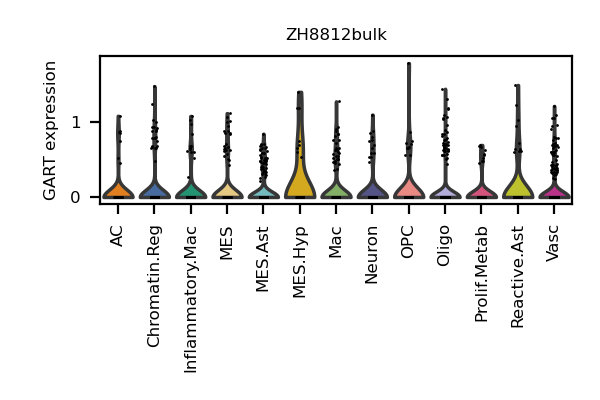 ZH8812bulk
GART expression
1
0
AC
Chromatin.Reg
Inflammatory.Mac
MES
MES.Ast
MES.Hyp
Mac
Neuron
OPC
Oligo
Prolif.Metab
Reactive.Ast
Vasc